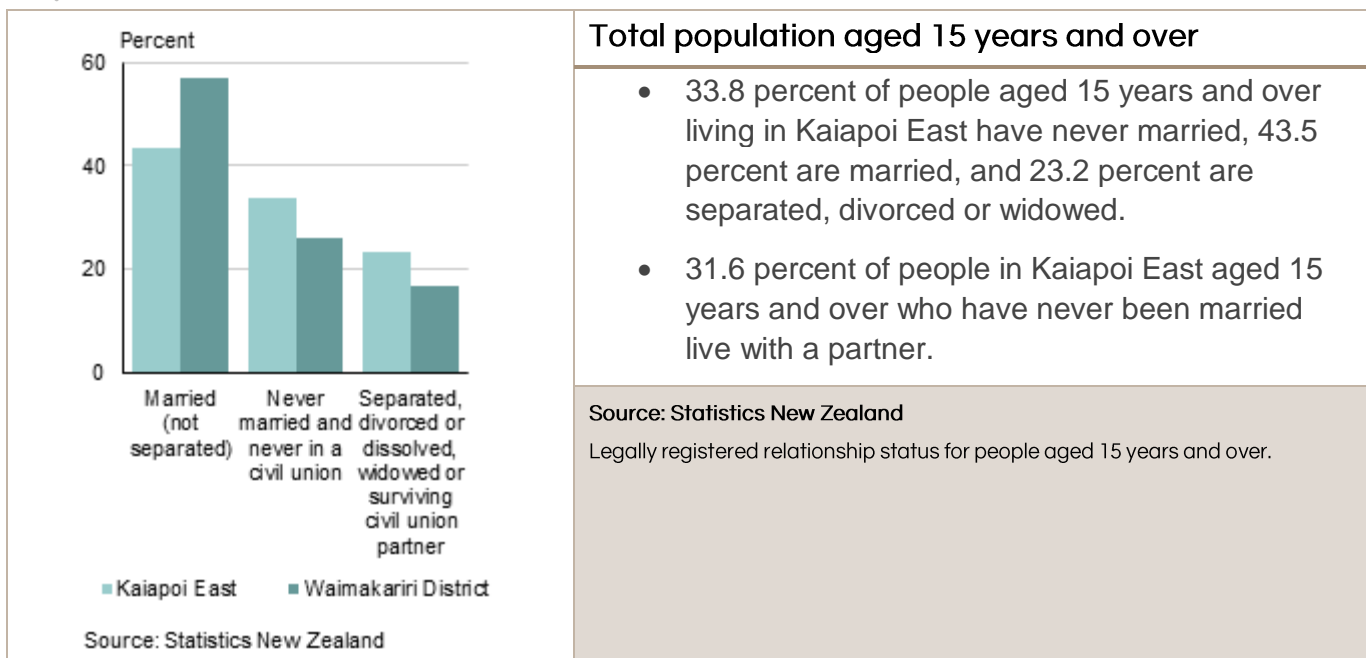 Percent
60
40
20
0
Married
(not
separated)
Never
married and
never in a
civil union
Separated,
divorced or
dissolved,
widowed or
surviving
civil union
partner
Kaiapoi East
Waimakariri District
Source: Statistics New Zealand
Total population aged 15 years and over
• 33.8 percent of people aged 15 years and over
living in Kaiapoi East have never married, 43.5
percent are married, and 23.2 percent are
separated, divorced or widowed.
• 31.6 percent of people in Kaiapoi East aged 15
years and over who have never been married
live with a partner.
Source: Statistics New Zealand
Legally registered relationship status for people aged 15 years and over.